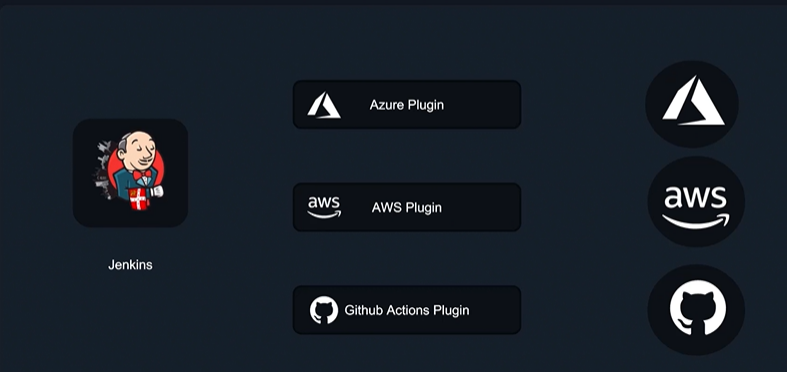 Azure Plugin
aws
AWS Plugin
aws
Jenkins
Github Actions Plugin